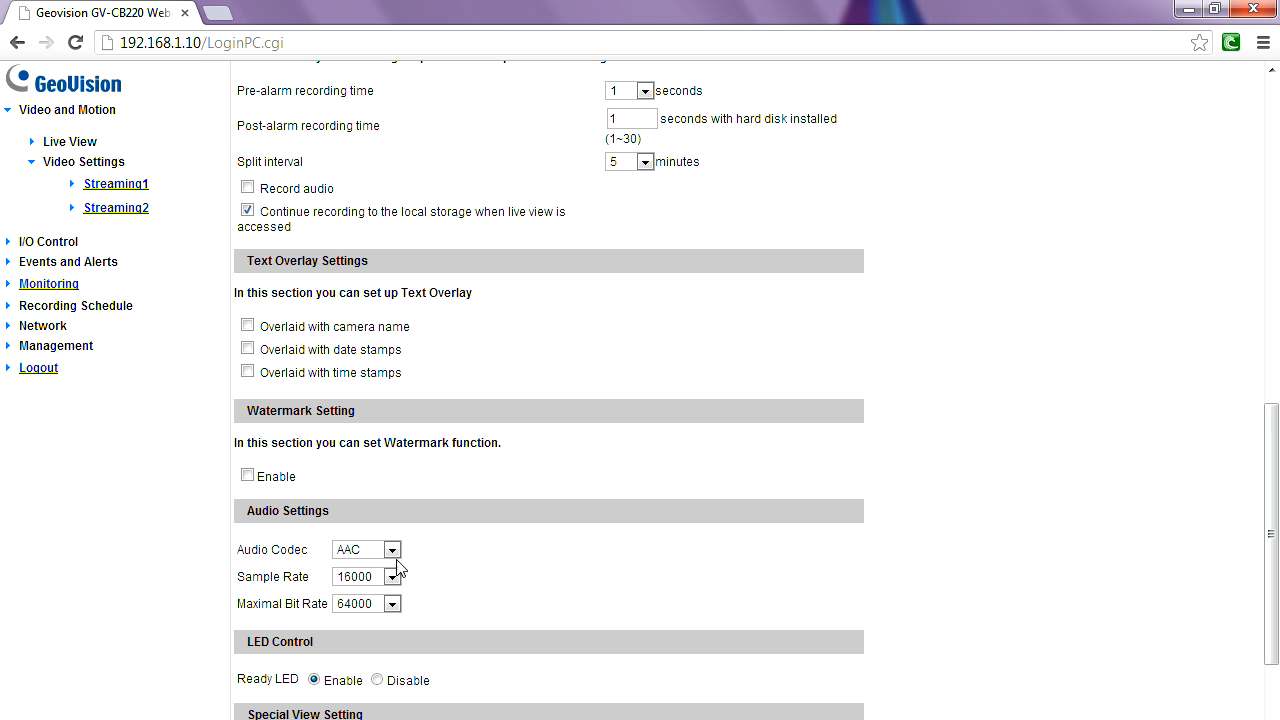 Geovision GV-CB220 Web
192.168.1.10/LoginPC.cgi
GeoVision
Video and Motion
Live View
Video Settings
Streaming1
Streaming2
I/O Control
Events and Alerts
Monitoring
Recording Schedule
Network
Management
Logout
Pre-alarm recording time 1 seconds
Post-alarm recording time 1 seconds with hard disk installed
(1~30)
Split interval 5 minutes
Record audio
Continue recording to the local storage when live view is
accessed
Text Overlay Settings
In this section you can set up Text Overlay
Overlaid with camera name
Overlaid with date stamps
Overlaid with time stamps
Watermark Setting
In this section you can set Watermark function.
Enable
Audio Settings
Audio Codec AAC
Sample Rate 16000
Maximal Bit Rate 64000
LED Control
Ready LED Enable Disable
Special View Setting